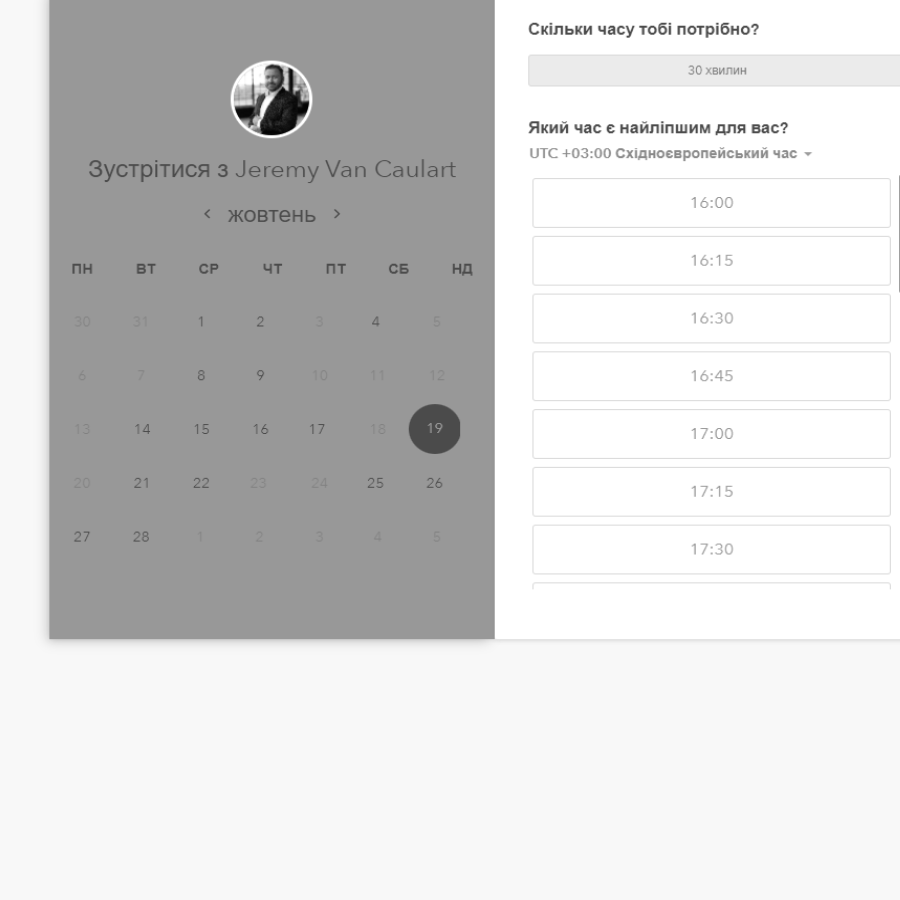 Зустрітися з Jeremy Van Caulart
жовтень
ПН ВТ СР ЧТ ПТ СБ НД
30 31 1 2 3 4 5
6 7 8 9 10 11 12
13 14 15 16 17 18 19
20 21 22 23 24 25 26
27 28 1 2 3 4 5
Скільки часу тобі потрібно?
30 хвилин
Який час є найліпшим для вас?
UTC +03:00 Східноєвропейський час
16:00
16:15
16:30
16:45
17:00
17:15
17:30